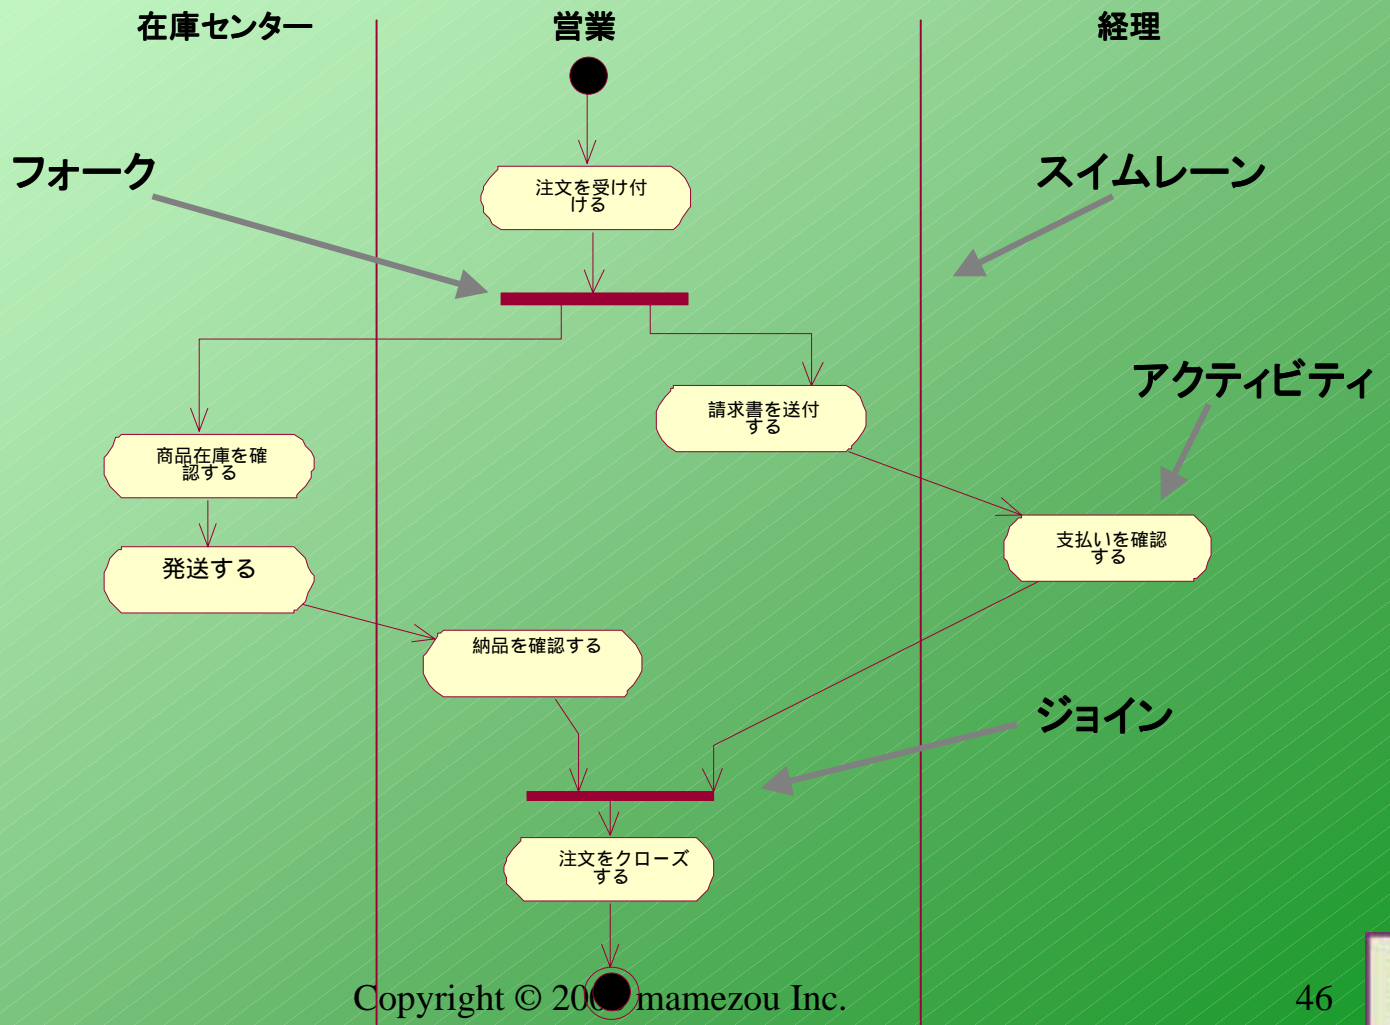 在庫センター
営業
経理
フォーク
スイムレーン
注文を受け付
ける
アクティビティ
請求書を送付
する
商品在庫を確
認する
支払いを確認
する
発送する
納品を確認する
ジョイン
注文をクローズ
する
Copyright © 20 mamezou Inc.
46